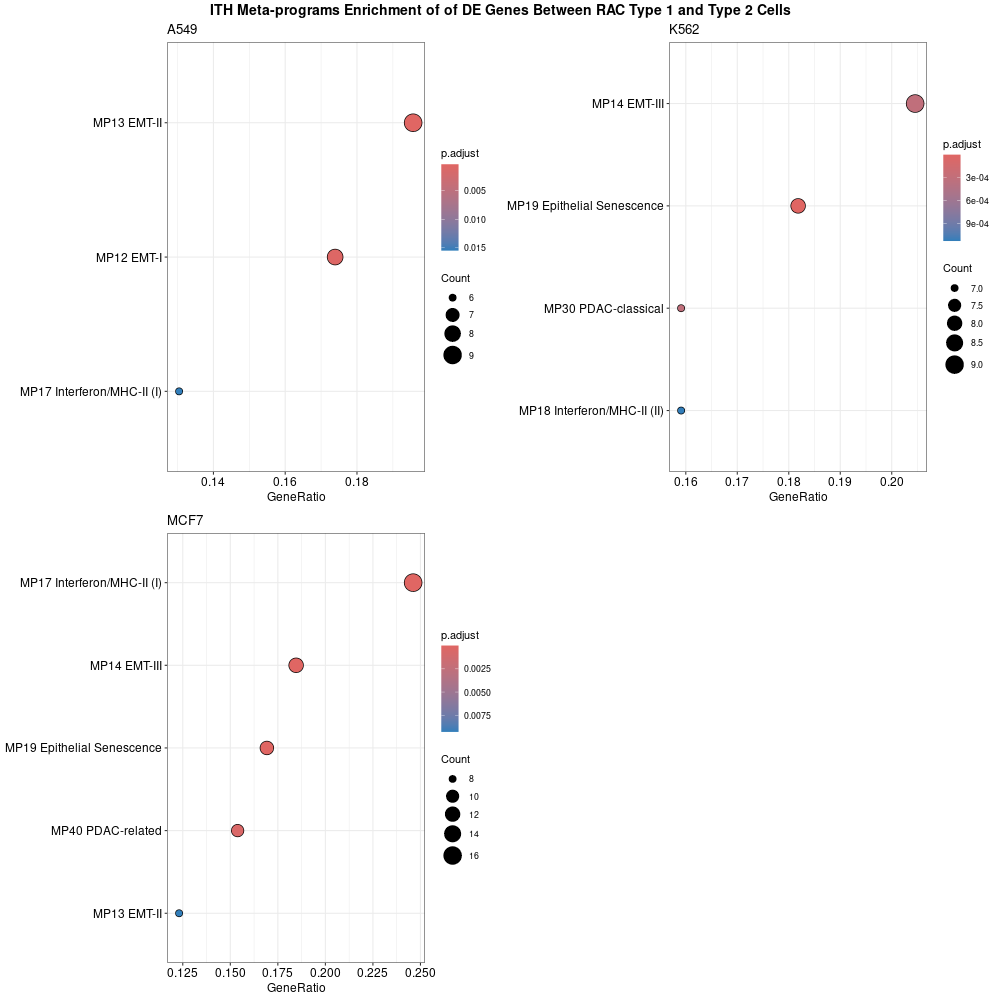 ITH Meta-programs Enrichment of of DE Genes Between RAC Type 1 and Type 2 Cells
A549
MP13 EMT-II
MP12 EMT-I
MP17 Interferon/MHC-II (I)
0.14 0.16 0.18
GeneRatio
p.adjust
0.005
0.010
0.015
Count
6
7
8
9
K562
MP14 EMT-III
MP19 Epithelial Senescence
MP30 PDAC-classical
MP18 Interferon/MHC-II (II)
0.16 0.17 0.18 0.19 0.20
GeneRatio
p.adjust
3e-04
6e-04
9e-04
Count
7.0
7.5
8.0
8.5
9.0
MCF7
MP17 Interferon/MHC-II (I)
MP14 EMT-III
MP19 Epithelial Senescence
MP40 PDAC-related
MP13 EMT-II
0.125 0.150 0.175 0.200 0.225 0.250
GeneRatio
p.adjust
0.0025
0.0050
0.0075
Count
8
10
12
14
16